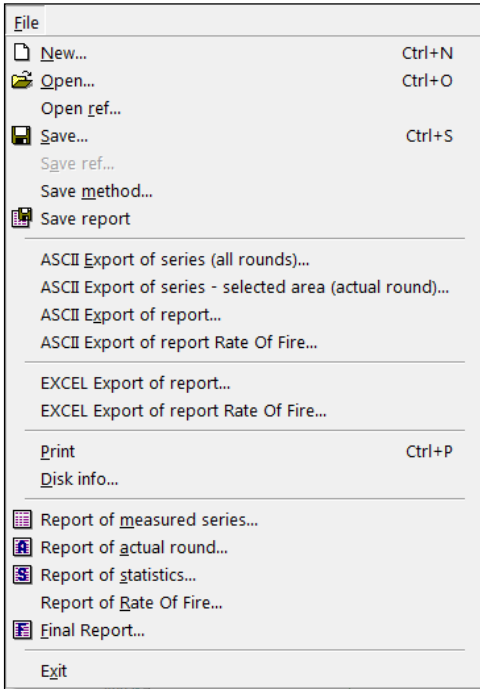 File
New... Ctrl+N
Open... Ctrl+O
Open ref...
Save... Ctrl+S
Save ref...
Save method...
Save report
ASCII Export of series (all rounds)...
ASCII Export of series - selected area (actual round)...
ASCII Export of report...
ASCII Export of report Rate Of Fire...
EXCEL Export of report...
EXCEL Export of report Rate Of Fire...
Print Ctrl+P
Disk info...
Report of measured series...
A Report of actual round...
S Report of statistics...
Report of Rate Of Fire...
F Final Report...
Exit